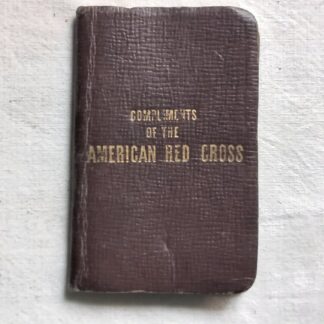 COMPLIMENTS
OF THE
AMERICAN RED CROSS